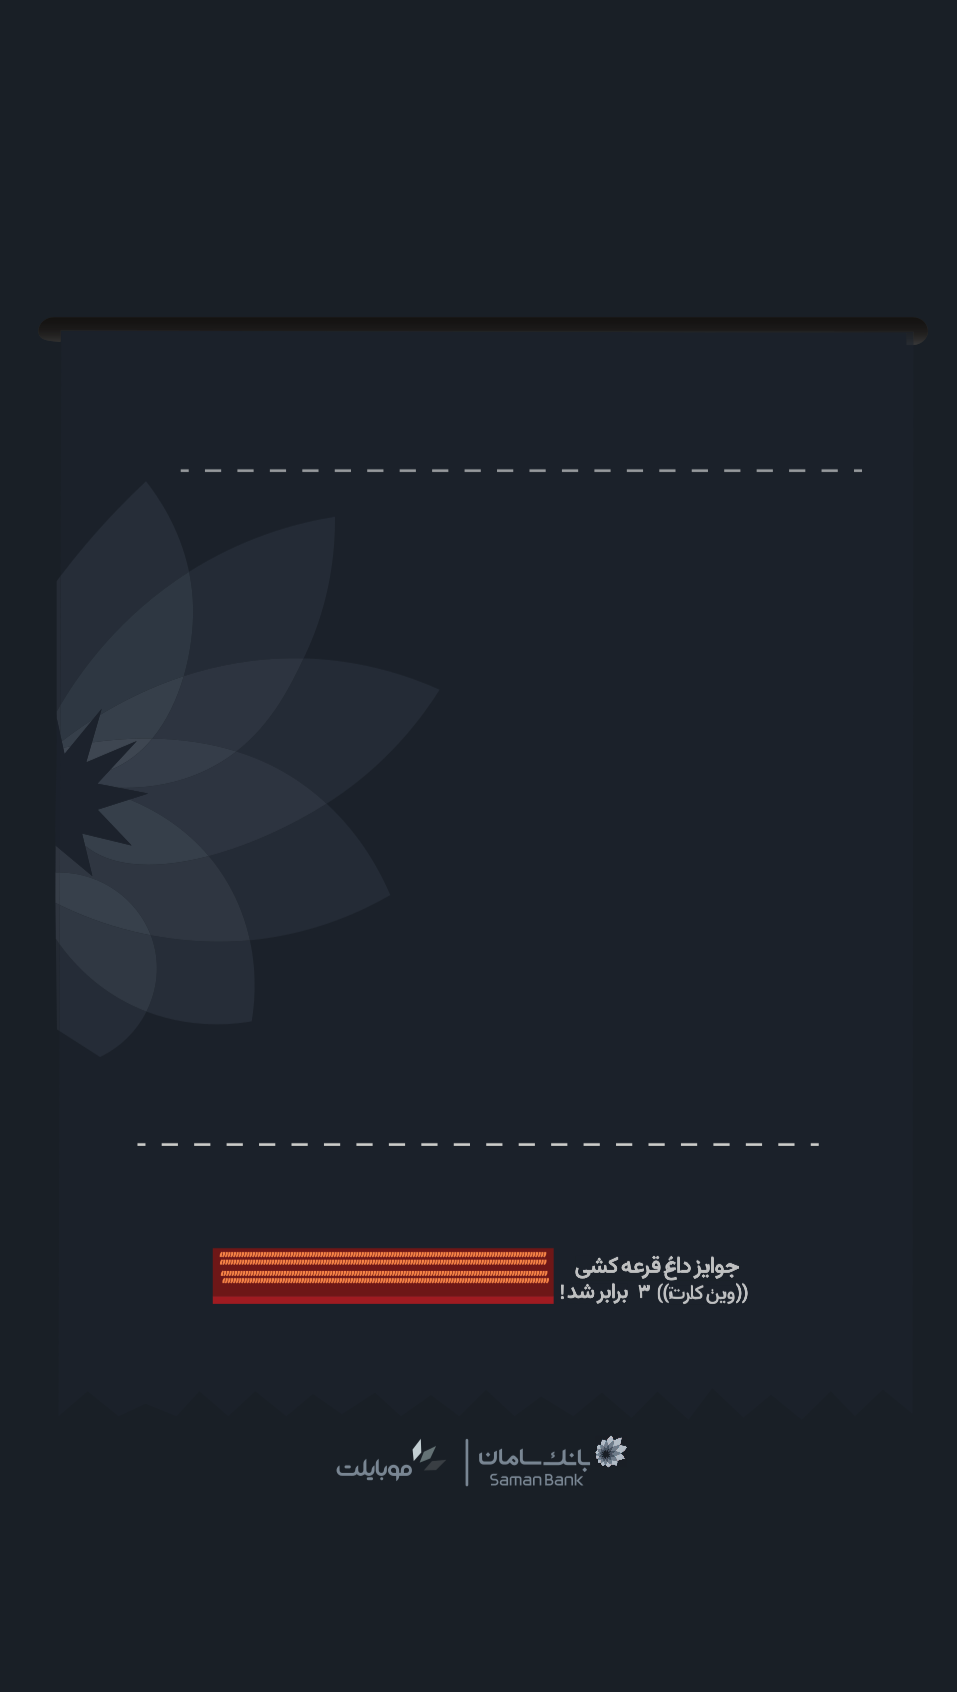 جوایز داغ قرعه کشی
((وین کارت)) ۳ برابر شد!
بانک سامان
Saman Bank
موبایلت